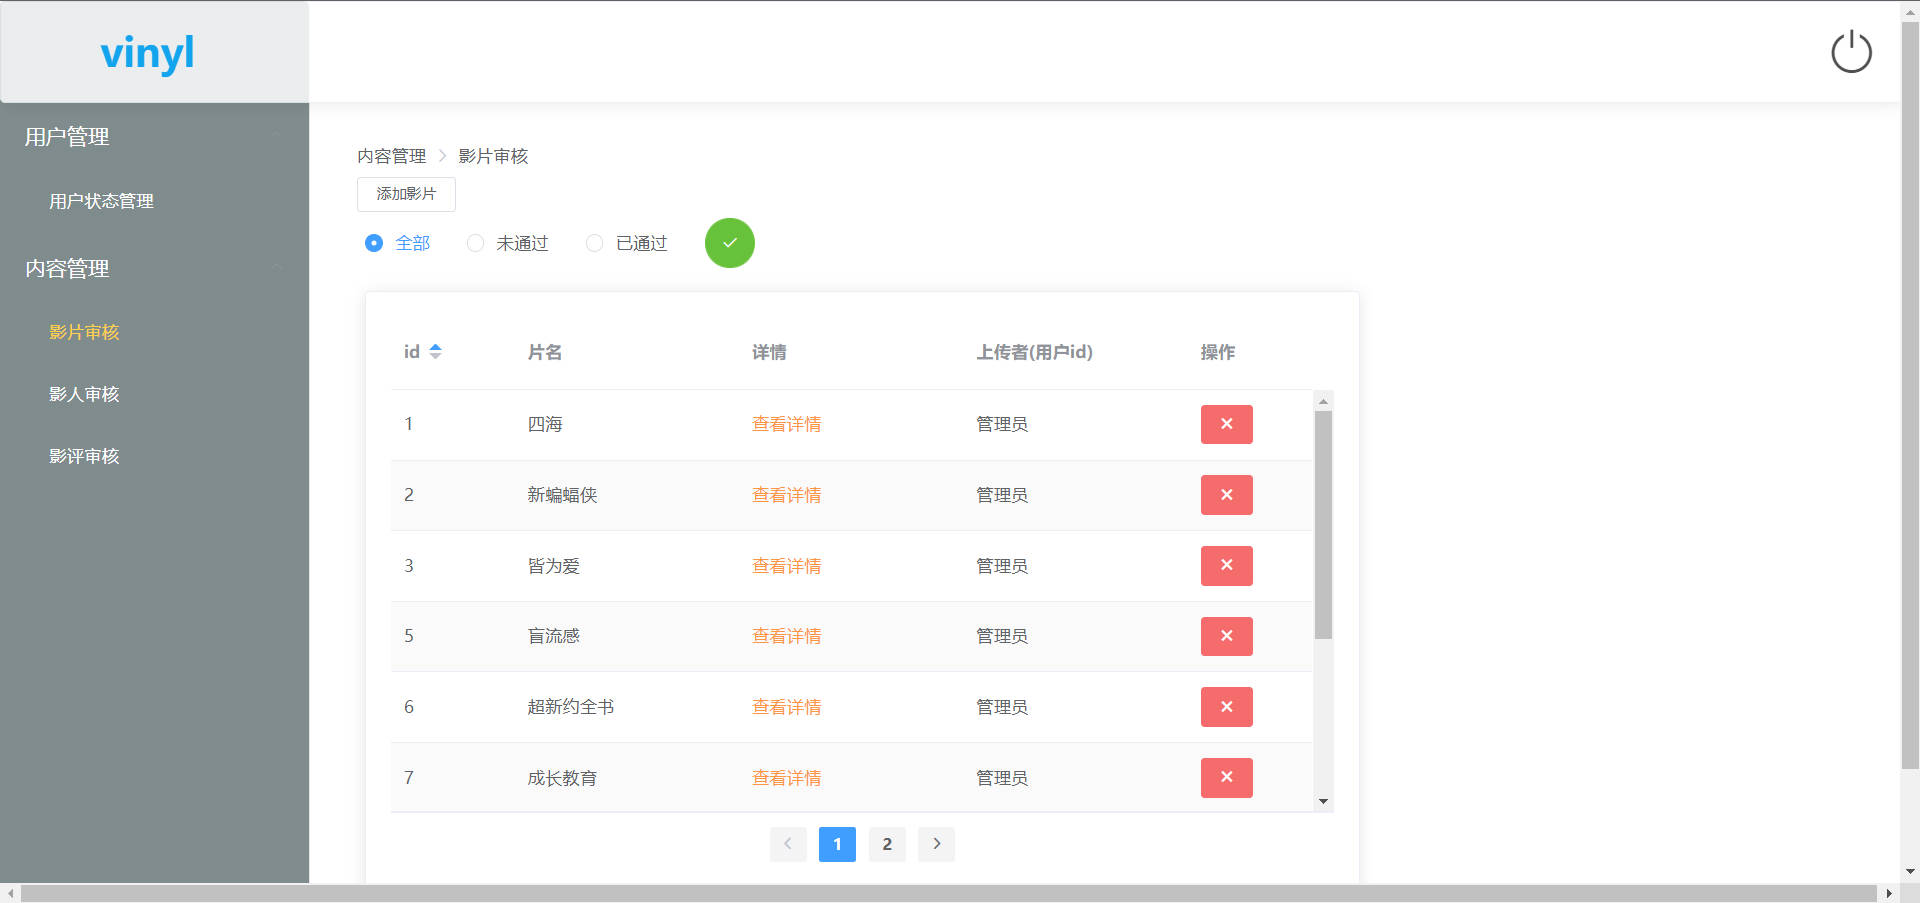 vinyl
用户管理
用户状态管理
内容管理
影片审核
影人审核
影评审核
内容管理 影片审核
添加影片
全部 未通过 已通过
id 片名 详情 上传者(用户id) 操作
1 四海 查看详情 管理员
2 新蝙蝠侠 查看详情 管理员
3 皆为爱 查看详情 管理员
5 盲流感 查看详情 管理员
6 超新约全书 查看详情 管理员
7 成长教育 查看详情 管理员
1 2